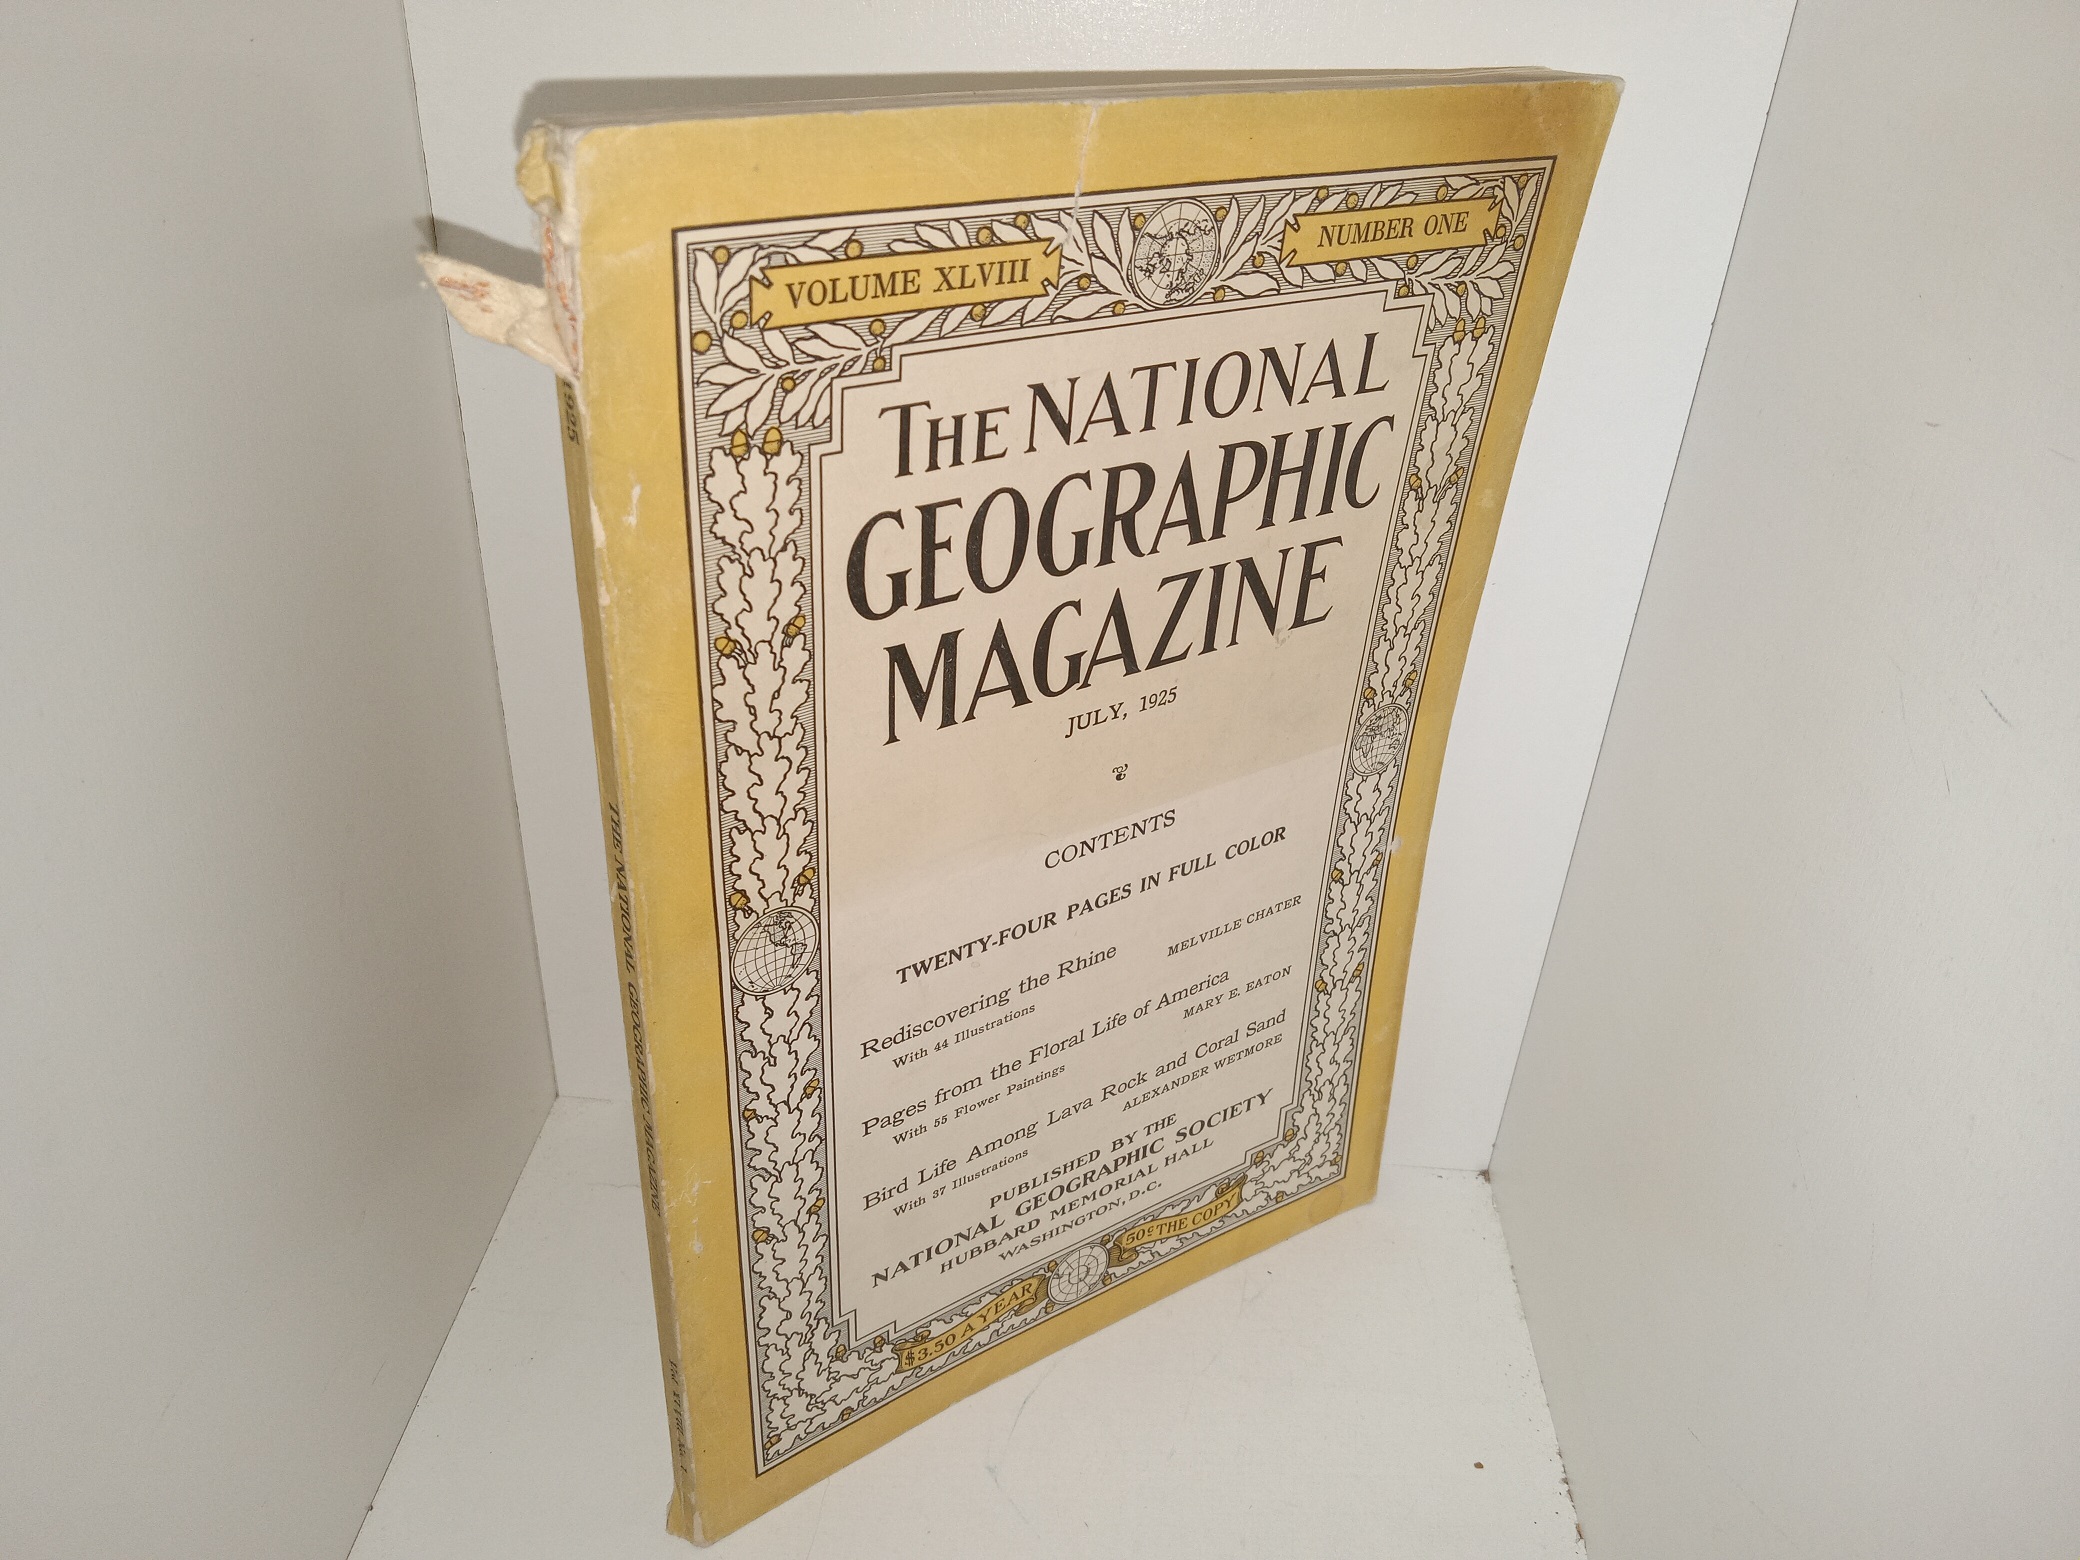 VOLUME XLVIII
NUMBER ONE
THE NATIONAL
GEOGRAPHIC
MAGAZINE
JULY, 1925
CONTENTS
TWENTY-FOUR PAGES IN FULL COLOR
Rediscovering the Rhine
With 44 Illustrations
MELVILLE CHATER
Pages from the Floral Life of America
With 55 Flower Paintings
MARY E. EATON
Bird Life Among Lava Rock and Coral Sand
With 37 Illustrations
ALEXANDER WETMORE
PUBLISHED BY THE
NATIONAL GEOGRAPHIC SOCIETY
HUBBARD MEMORIAL HALL
WASHINGTON, D.C.
$3.50 A YEAR
50¢ THE COPY
1925
THE NATIONAL GEOGRAPHIC MAGAZINE